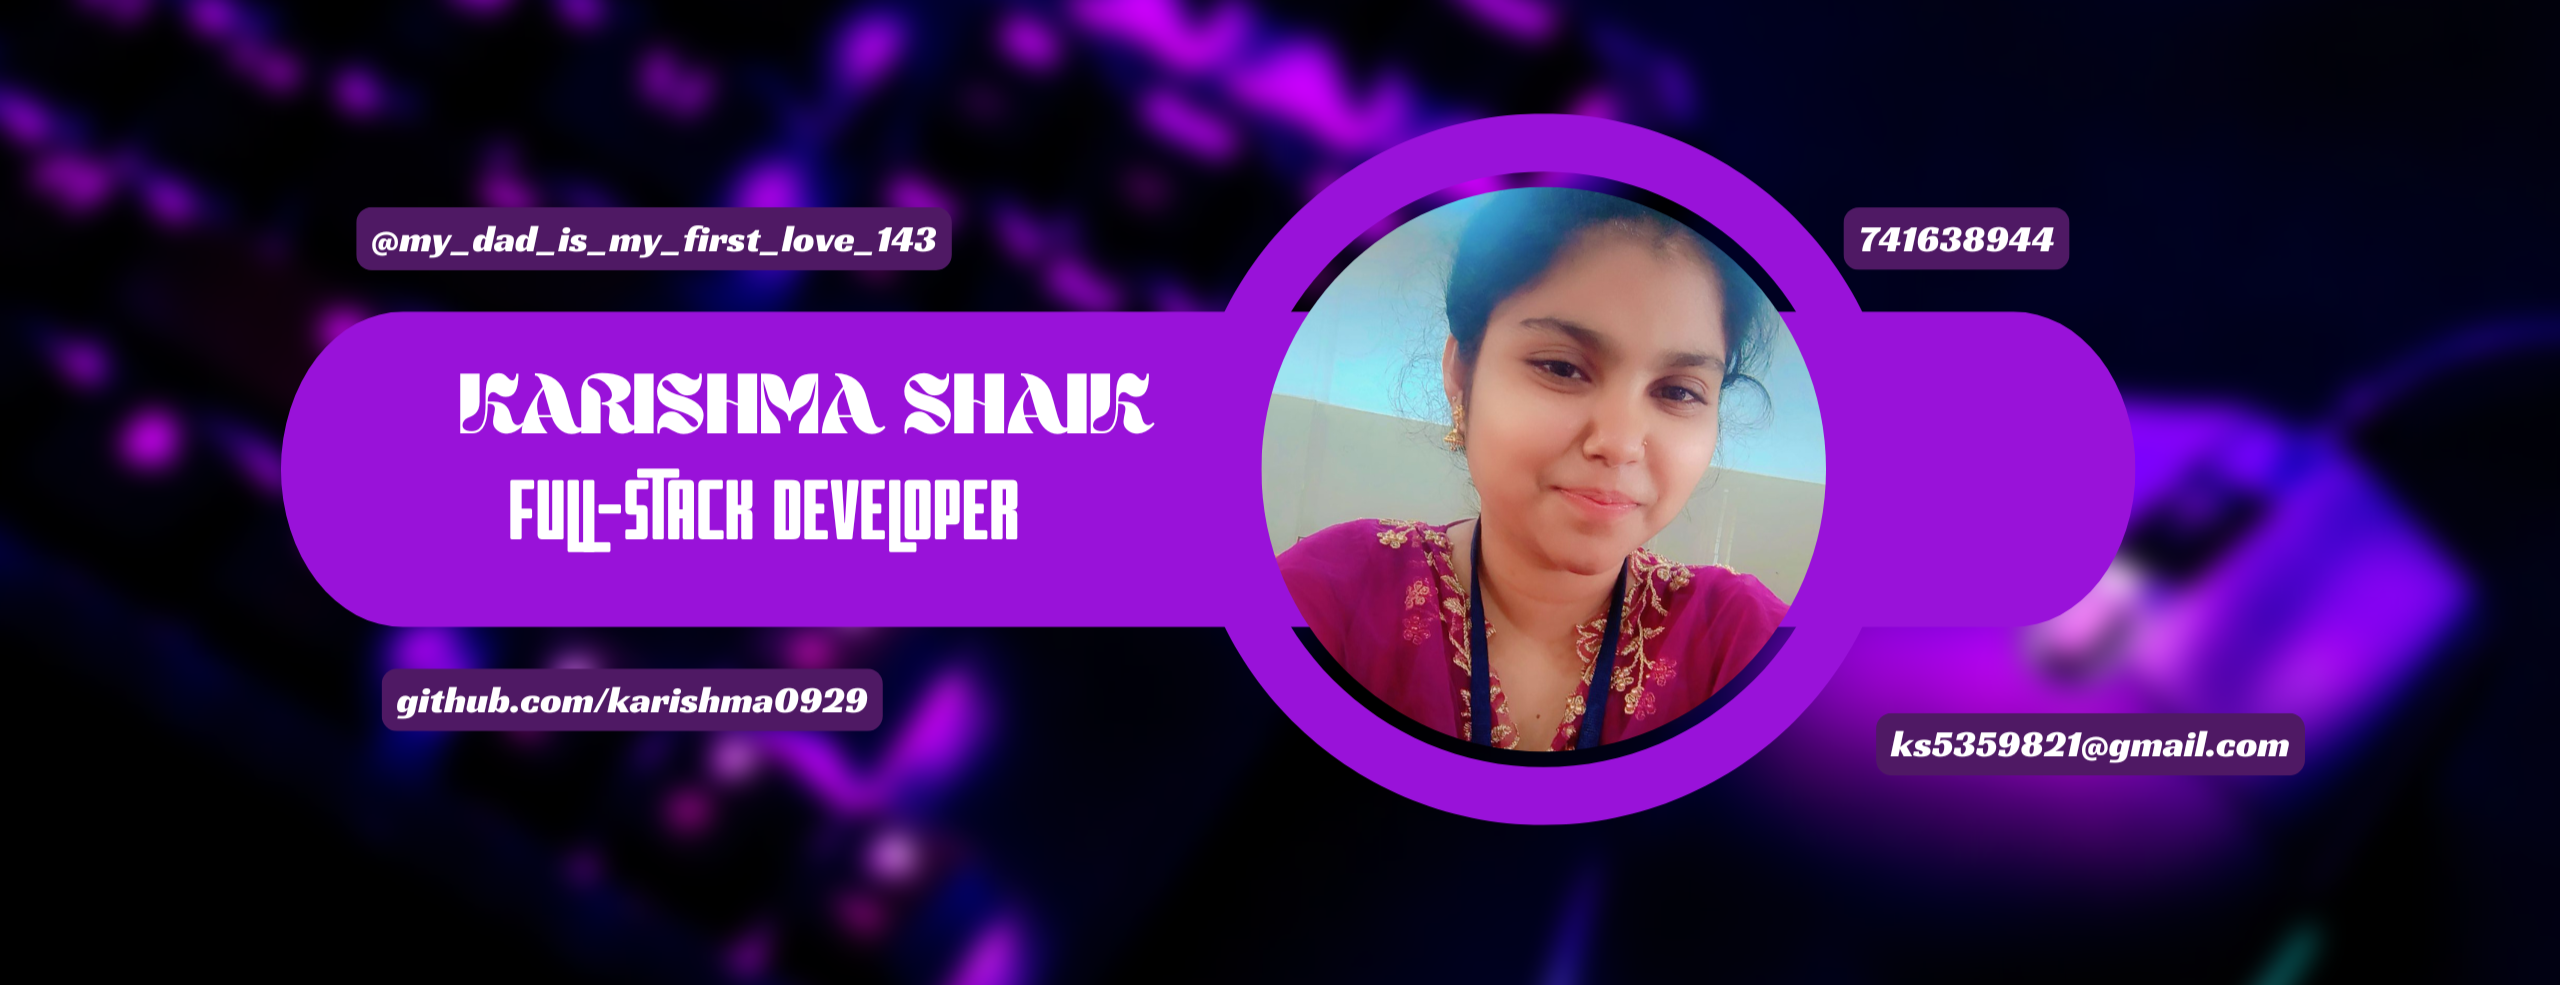 @my_dad_is_my_first_love_143
741638944
KARISHMA SHAIK
FULL-STACK DEVELOPER
github.com/karishma0929
ks5359821@gmail.com